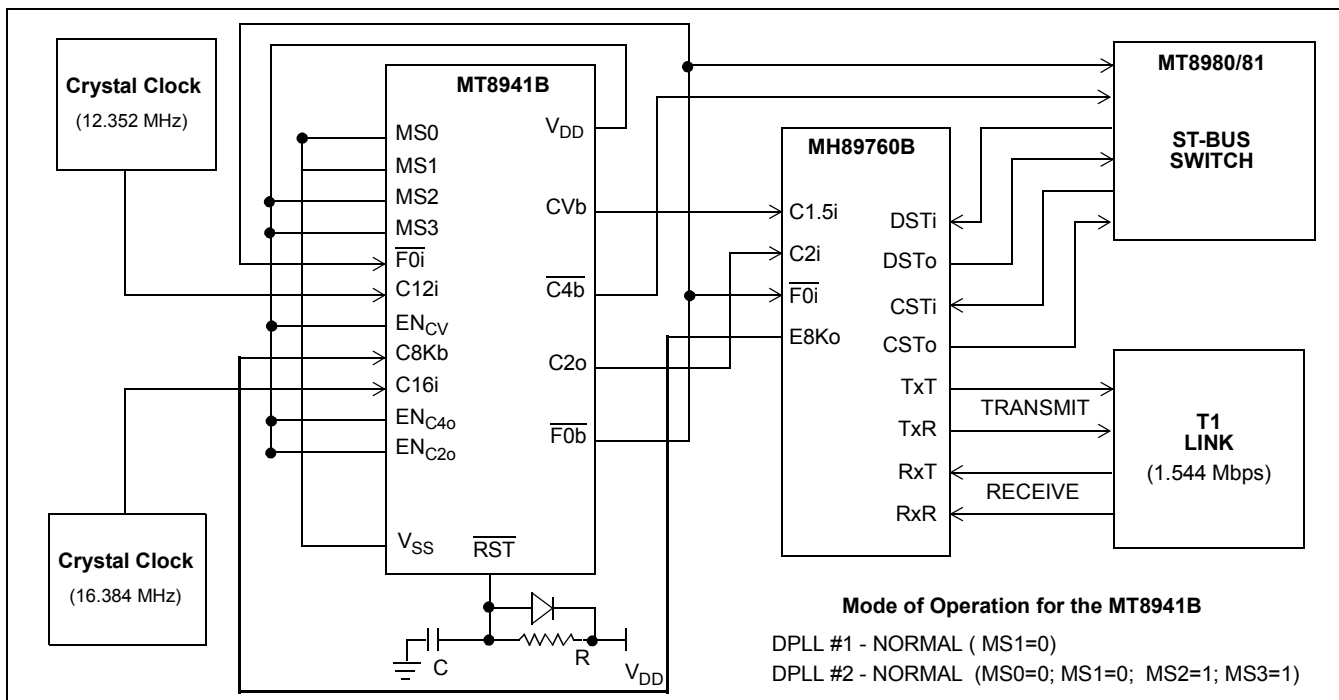 Crystal Clock
(12.352 MHz)
Crystal Clock
(16.384 MHz)
MT8941B
MS0
MS1
MS2
MS3
F0i
C12i
ENCV
C8Kb
C16i
ENC4o
ENC2o
VSS
RST
VDD
CVb
C4b
C2o
F0b
C
R
VDD
MH89760B
C1.5i
C2i
F0i
E8Ko
DSTi
DSTo
CSTi
CSTo
TxT
TxR
RxT
RxR
TRANSMIT
RECEIVE
MT8980/81
ST-BUS
SWITCH
T1
LINK
(1.544 Mbps)
Mode of Operation for the MT8941B
DPLL #1 - NORMAL ( MS1=0)
DPLL #2 - NORMAL (MS0=0; MS1=0; MS2=1; MS3=1)